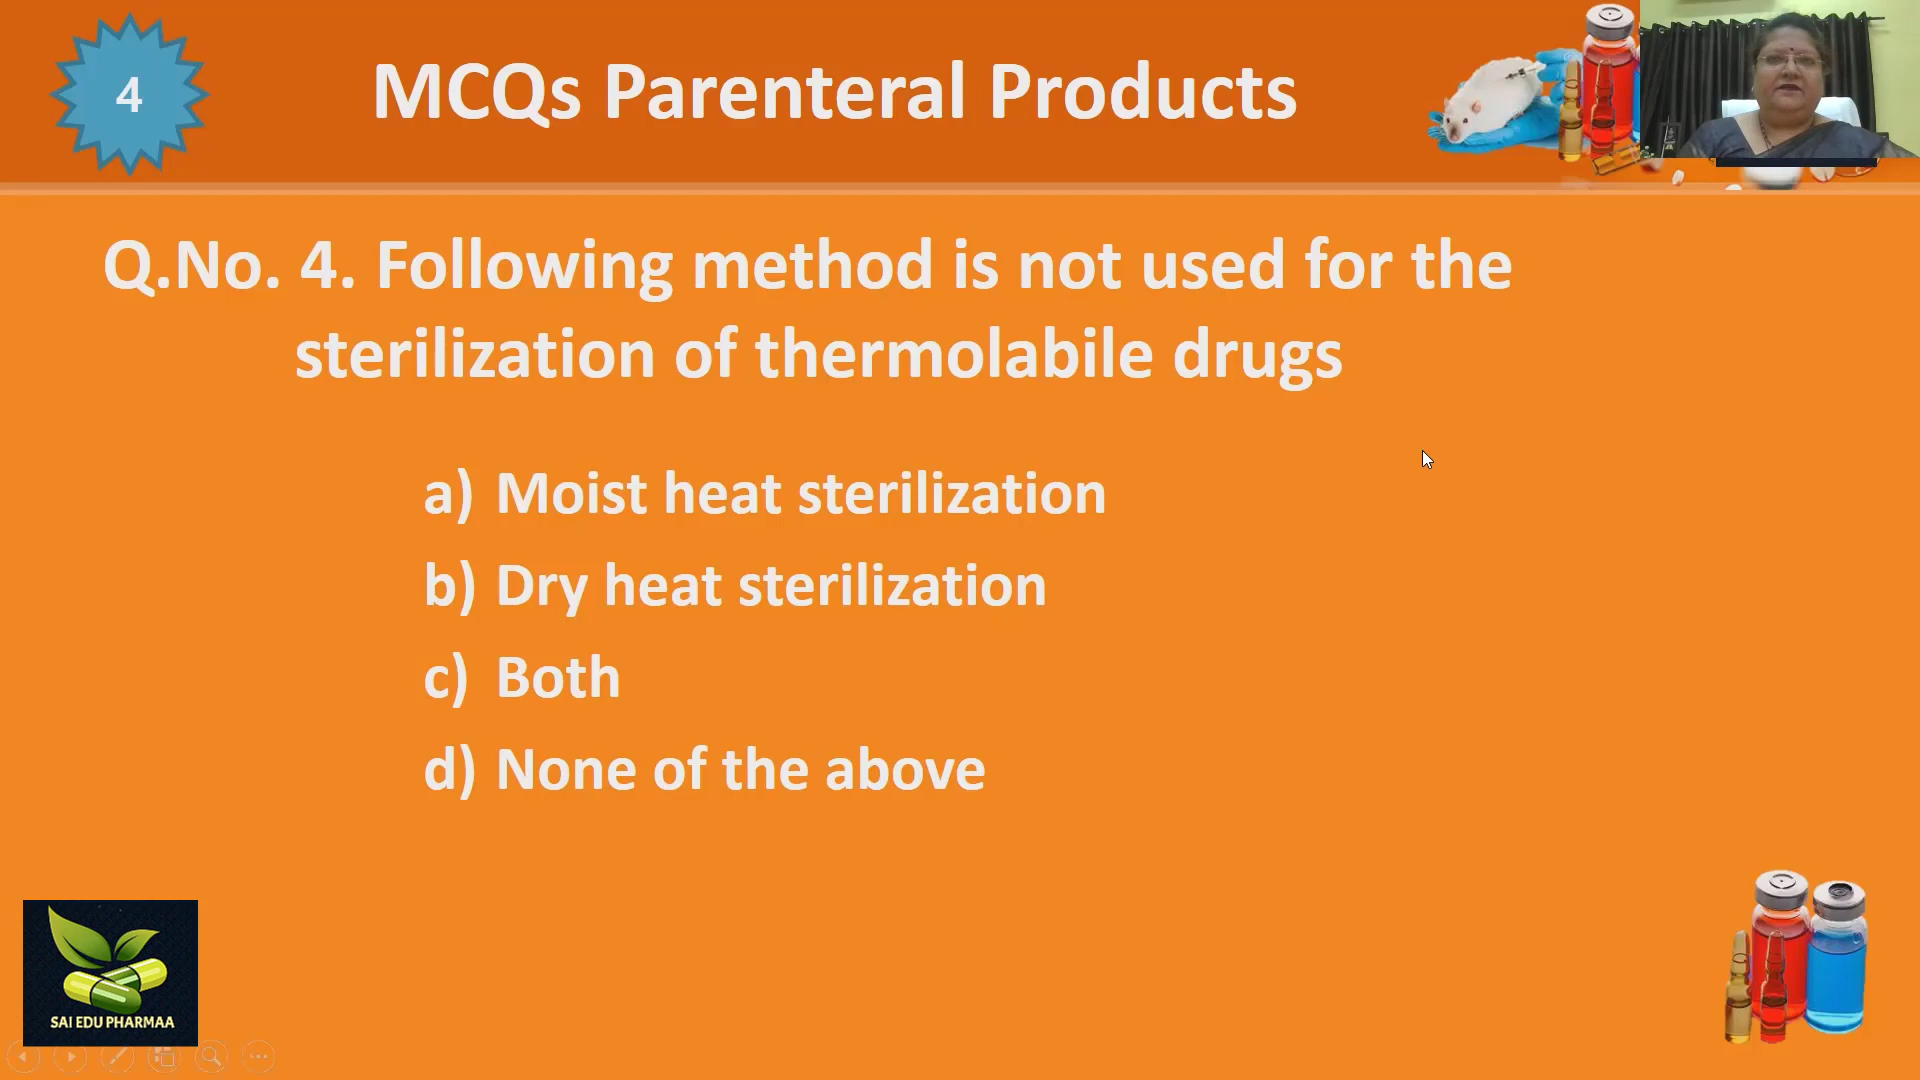 4
MCQs Parenteral Products
Q.No. 4. Following method is not used for the
sterilization of thermolabile drugs
a) Moist heat sterilization
b) Dry heat sterilization
c) Both
d) None of the above
SAI EDU PHARMAA